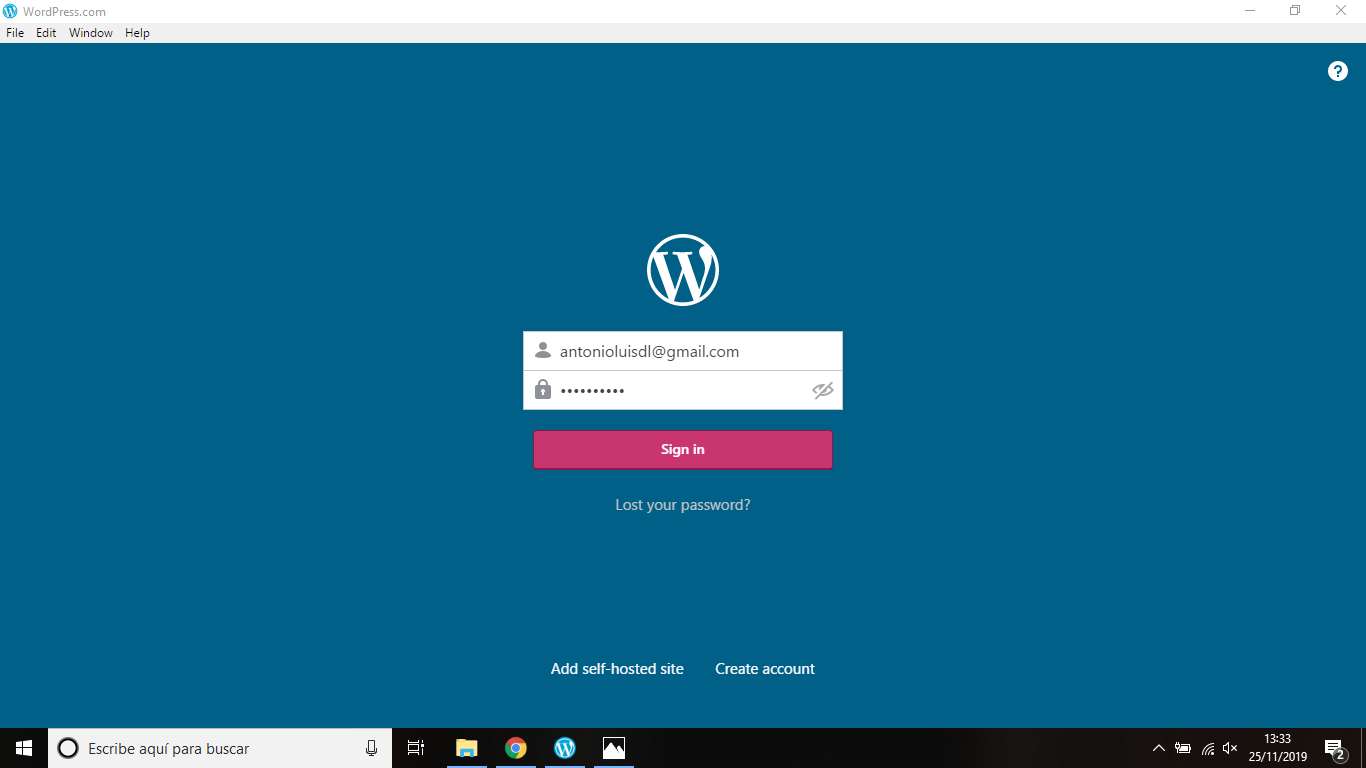 WordPress.com
File Edit Window Help
?
antonioluisdl@gmail.com
••••••••••
Sign in
Lost your password?
Add self-hosted site Create account
Escribe aquí para buscar
13:33
25/11/2019
2